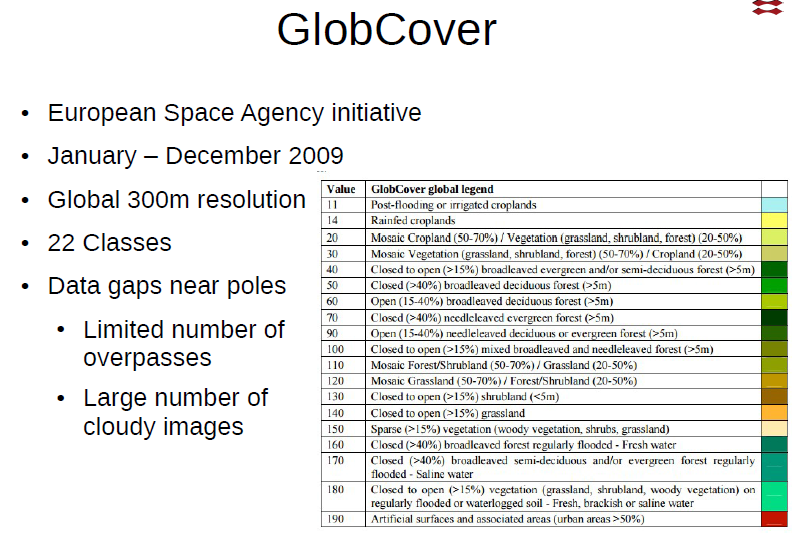 GlobCover
• European Space Agency initiative
• January – December 2009
• Global 300m resolution
• 22 Classes
• Data gaps near poles
• Limited number of
overpasses
• Large number of
cloudy images
Value GlobCover global legend
11 Post-flooding or irrigated croplands
14 Rainfed croplands
20 Mosaic Cropland (50-70%) / Vegetation (grassland, shrubland, forest) (20-50%)
30 Mosaic Vegetation (grassland, shrubland, forest) (50-70%) / Cropland (20-50%)
40 Closed to open (>15%) broadleaved evergreen and/or semi-deciduous forest (>5m)
50 Closed (>40%) broadleaved deciduous forest (>5m)
60 Open (15-40%) broadleaved deciduous forest (>5m)
70 Closed (>40%) needleleaved evergreen forest (>5m)
90 Open (15-40%) needleleaved deciduous or evergreen forest (>5m)
100 Closed to open (>15%) mixed broadleaved and needleleaved forest (>5m)
110 Mosaic Forest/Shrubland (50-70%) / Grassland (20-50%)
120 Mosaic Grassland (50-70%) / Forest/Shrubland (20-50%)
130 Closed to open (>15%) shrubland (<5m)
140 Closed to open (>15%) grassland
150 Sparse (>15%) vegetation (woody vegetation, shrubs, grassland)
160 Closed (>40%) broadleaved forest regularly flooded - Fresh water
170 Closed (>40%) broadleaved semi-deciduous and/or evergreen forest regularly
flooded - Saline water
180 Closed to open (>15%) vegetation (grassland, shrubland, woody vegetation) on
regularly flooded or waterlogged soil - Fresh, brackish or saline water
190 Artificial surfaces and associated areas (urban areas >50%)